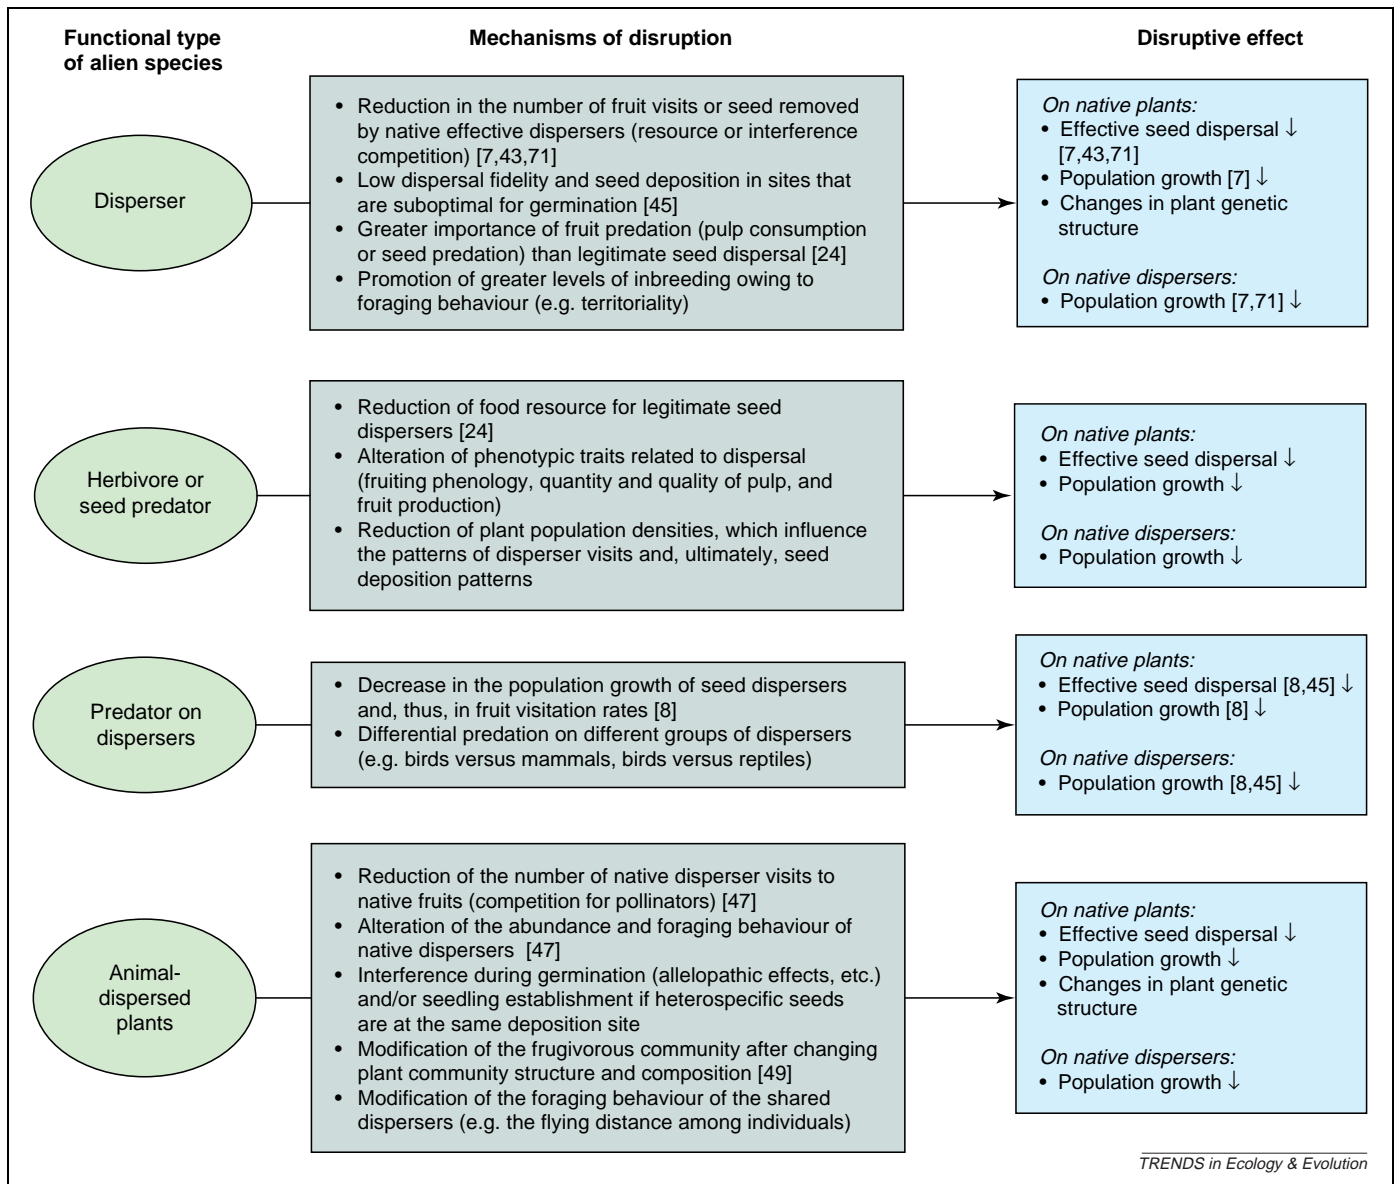 Functional type
of alien species
Mechanisms of disruption
Disruptive effect
Disperser
• Reduction in the number of fruit visits or seed removed
by native effective dispersers (resource or interference
competition) [7,43,71]
• Low dispersal fidelity and seed deposition in sites that
are suboptimal for germination [45]
• Greater importance of fruit predation (pulp consumption
or seed predation) than legitimate seed dispersal [24]
• Promotion of greater levels of inbreeding owing to
foraging behaviour (e.g. territoriality)
On native plants:
• Effective seed dispersal ↓
[7,43,71]
• Population growth [7] ↓
• Changes in plant genetic
structure
On native dispersers:
• Population growth [7,71] ↓
Herbivore or
seed predator
• Reduction of food resource for legitimate seed
dispersers [24]
• Alteration of phenotypic traits related to dispersal
(fruiting phenology, quantity and quality of pulp, and
fruit production)
• Reduction of plant population densities, which influence
the patterns of disperser visits and, ultimately, seed
deposition patterns
On native plants:
• Effective seed dispersal ↓
• Population growth ↓
On native dispersers:
• Population growth ↓
Predator on
dispersers
• Decrease in the population growth of seed dispersers
and, thus, in fruit visitation rates [8]
• Differential predation on different groups of dispersers
(e.g. birds versus mammals, birds versus reptiles)
On native plants:
• Effective seed dispersal [8,45] ↓
• Population growth [8] ↓
On native dispersers:
• Population growth [8,45] ↓
Animal-
dispersed
plants
• Reduction of the number of native disperser visits to
native fruits (competition for pollinators) [47]
• Alteration of the abundance and foraging behaviour of
native dispersers [47]
• Interference during germination (allelopathic effects, etc.)
and/or seedling establishment if heterospecific seeds
are at the same deposition site
• Modification of the frugivorous community after changing
plant community structure and composition [49]
• Modification of the foraging behaviour of the shared
dispersers (e.g. the flying distance among individuals)
On native plants:
• Effective seed dispersal ↓
• Population growth ↓
• Changes in plant genetic
structure
On native dispersers:
• Population growth ↓
TRENDS in Ecology & Evolution